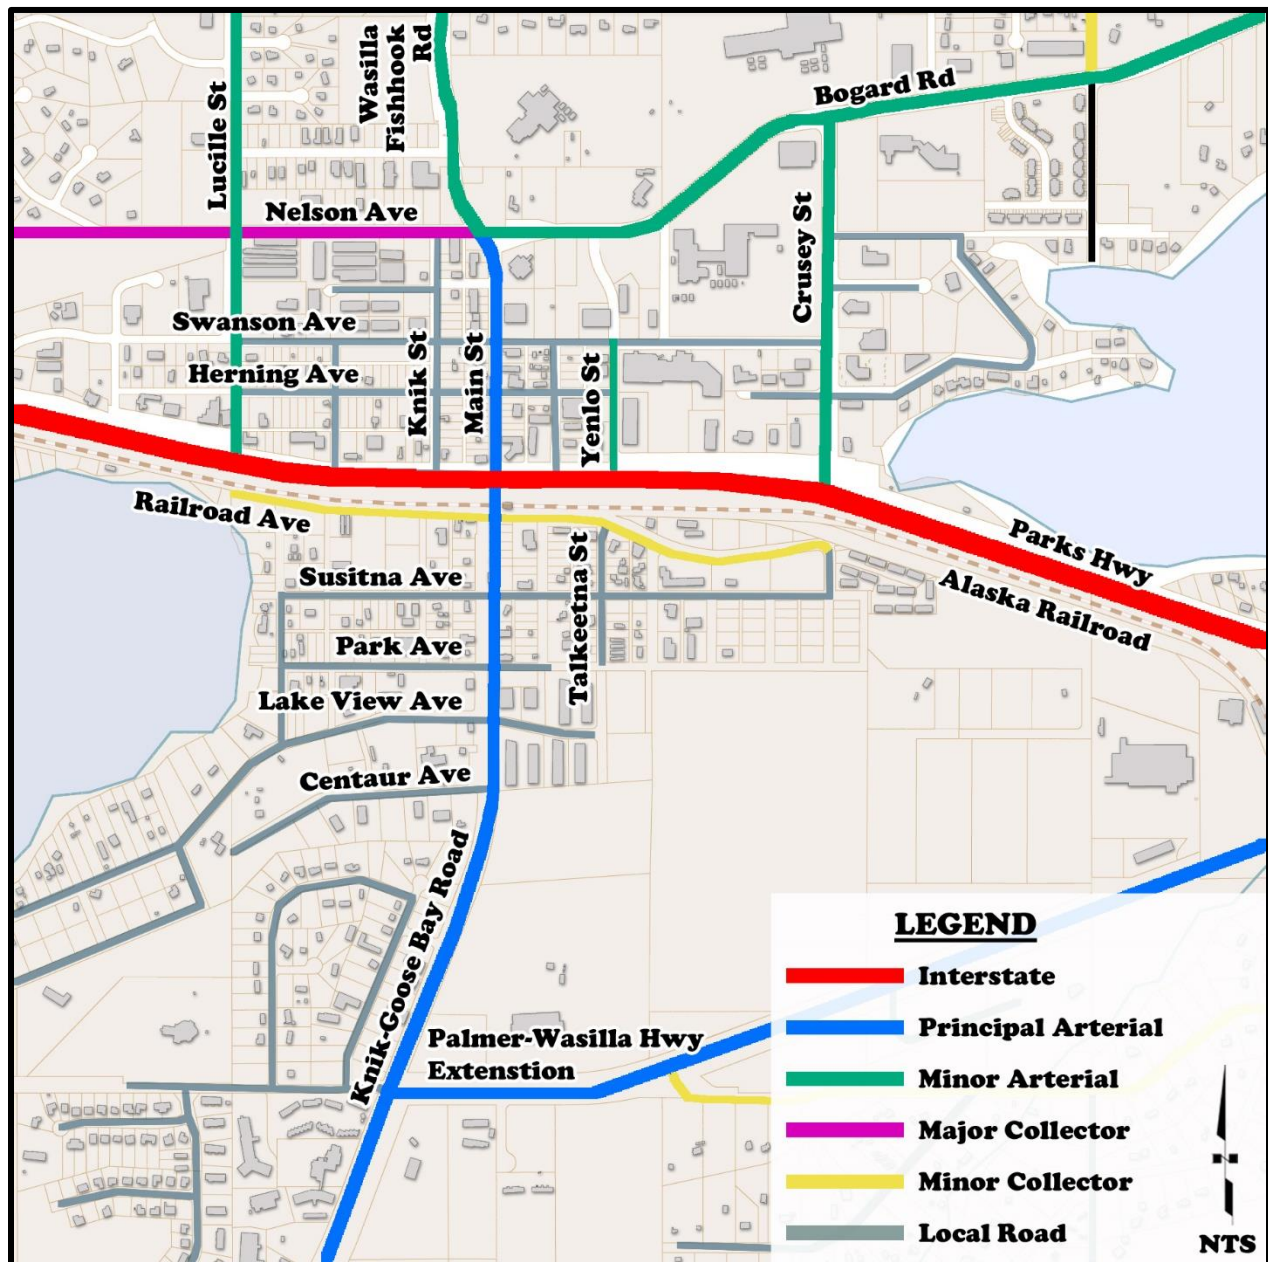 Wasilla
Fishhook
Rd
Lucille St
Bogard Rd
Nelson Ave
Crusey St
Swanson Ave
Herning Ave
Knik St
Main St
Yenlo St
Railroad Ave
Parks Hwy
Alaska Railroad
Susitna Ave
Talkeetna St
Park Ave
Lake View Ave
Centaur Ave
Knik-Goose Bay Road
Palmer-Wasilla Hwy
Extenstion
LEGEND
Interstate
Principal Arterial
Minor Arterial
Major Collector
Minor Collector
Local Road
N
NTS